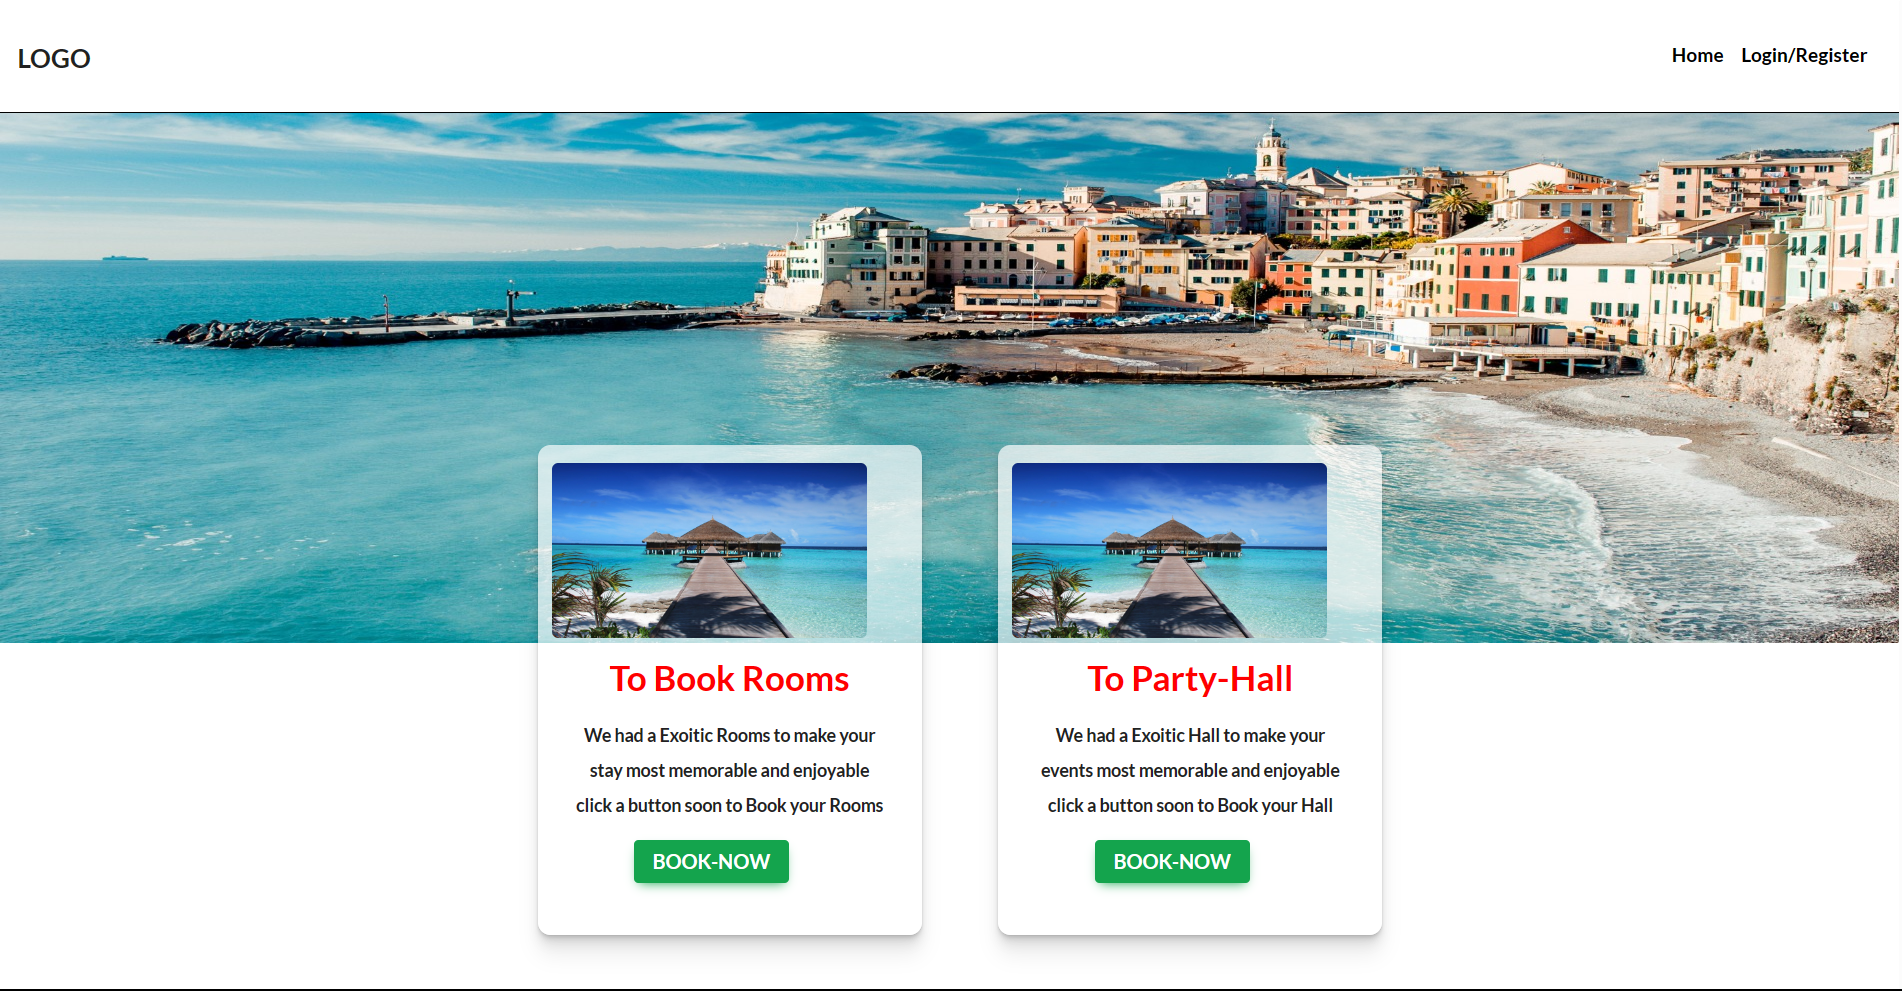 LOGO
Home Login/Register
To Book Rooms
We had a Exoitic Rooms to make your
stay most memorable and enjoyable
click a button soon to Book your Rooms
BOOK-NOW
To Party-Hall
We had a Exoitic Hall to make your
events most memorable and enjoyable
click a button soon to Book your Hall
BOOK-NOW